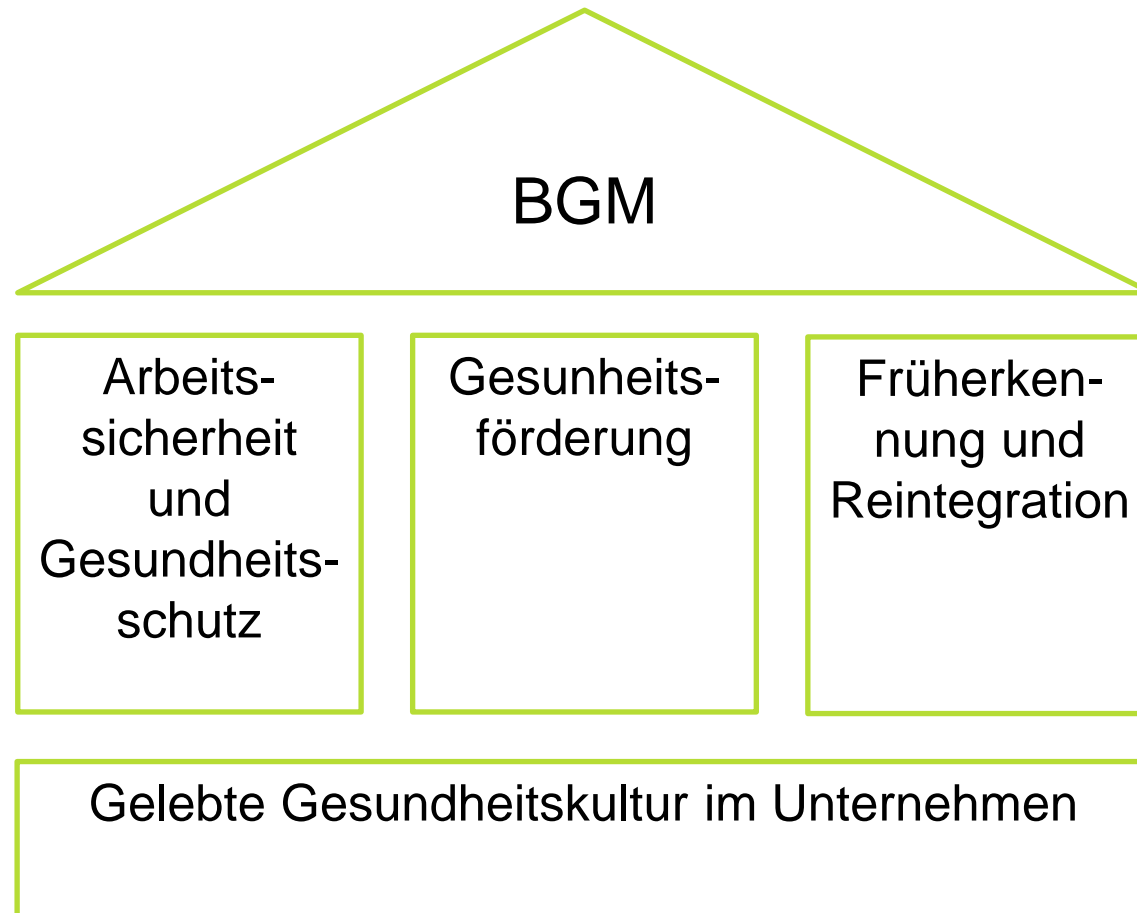 BGM
Arbeits-
sicherheit
und
Gesundheits-
schutz
Gesunheits-
förderung
Früherken-
nung und
Reintegration
Gelebte Gesundheitskultur im Unternehmen